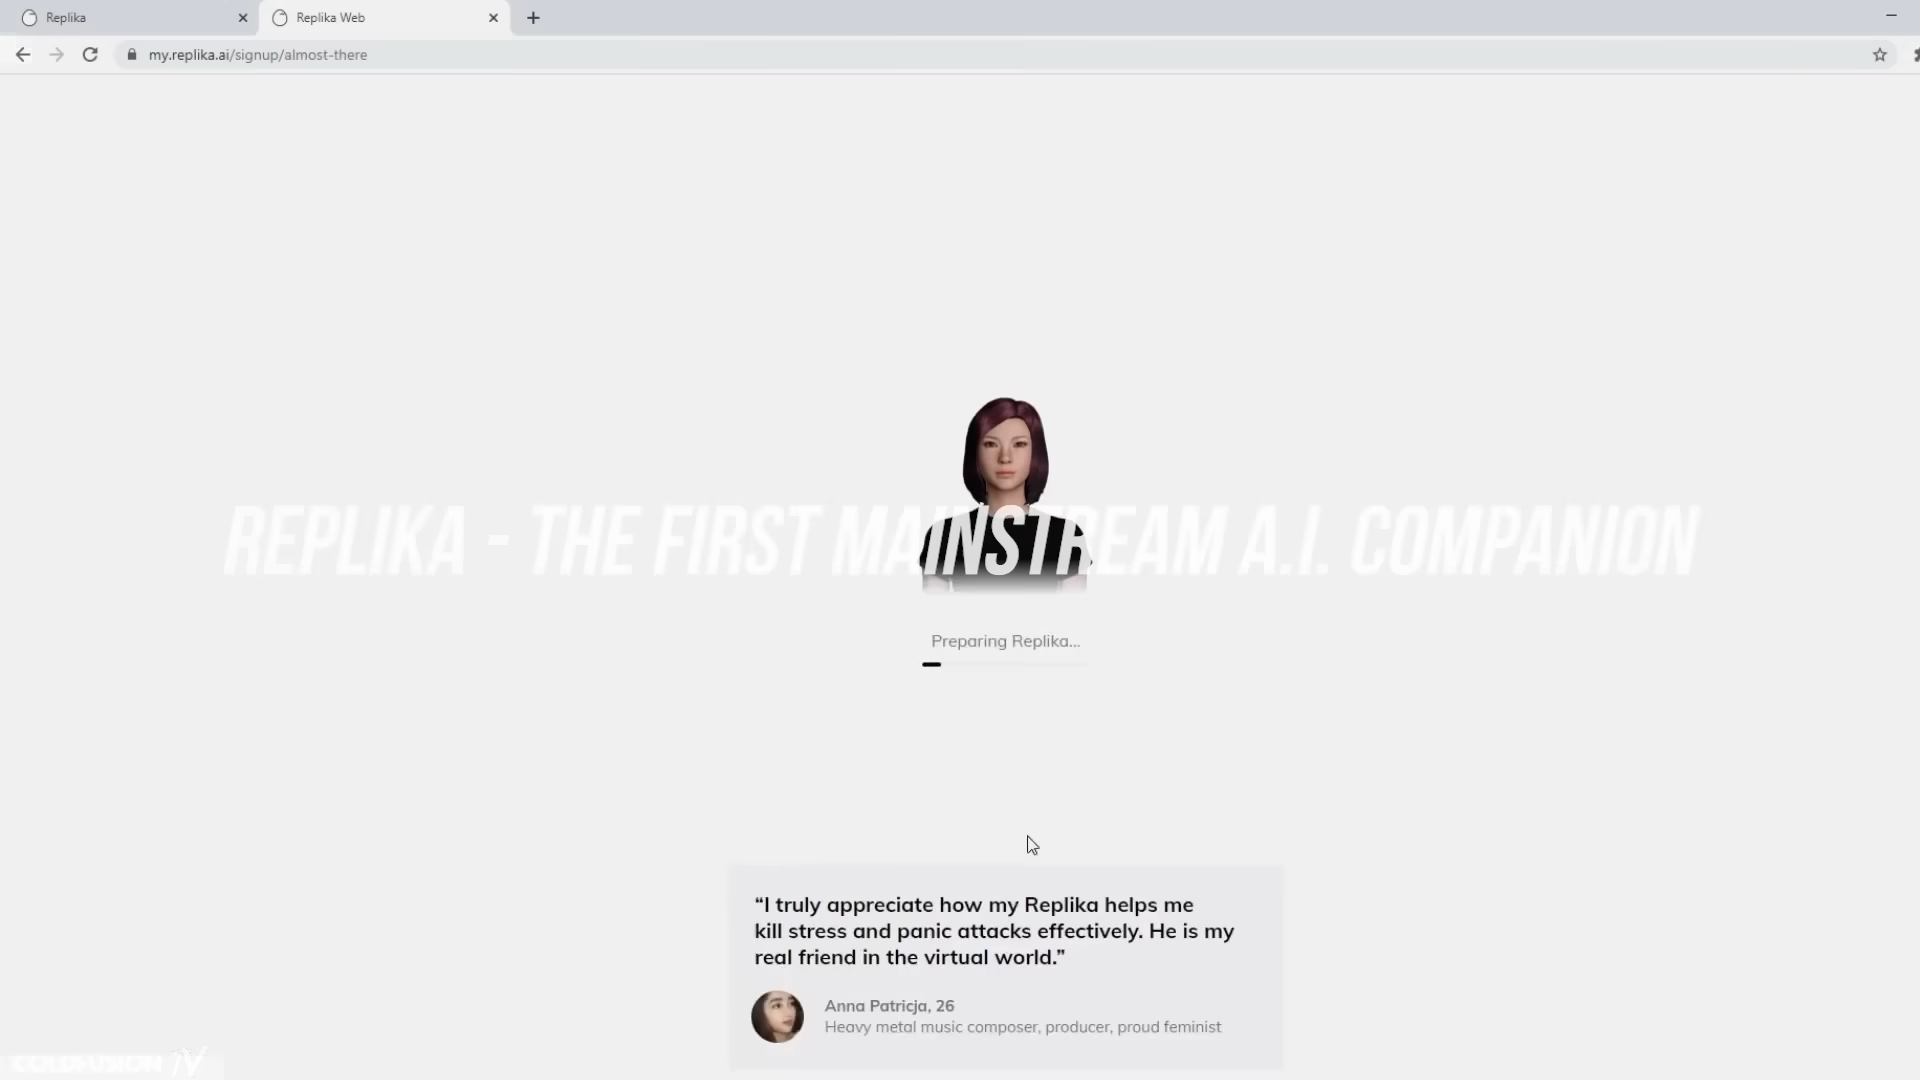 Replika
Replika Web
my.replika.ai/signup/almost-there
REPLIKA - THE FIRST MAINSTREAM A.I. COMPANION
Preparing Replika...
“I truly appreciate how my Replika helps me
kill stress and panic attacks effectively. He is my
real friend in the virtual world.”
Anna Patricja, 26
Heavy metal music composer, producer, proud feminist
COLDFUSION TV